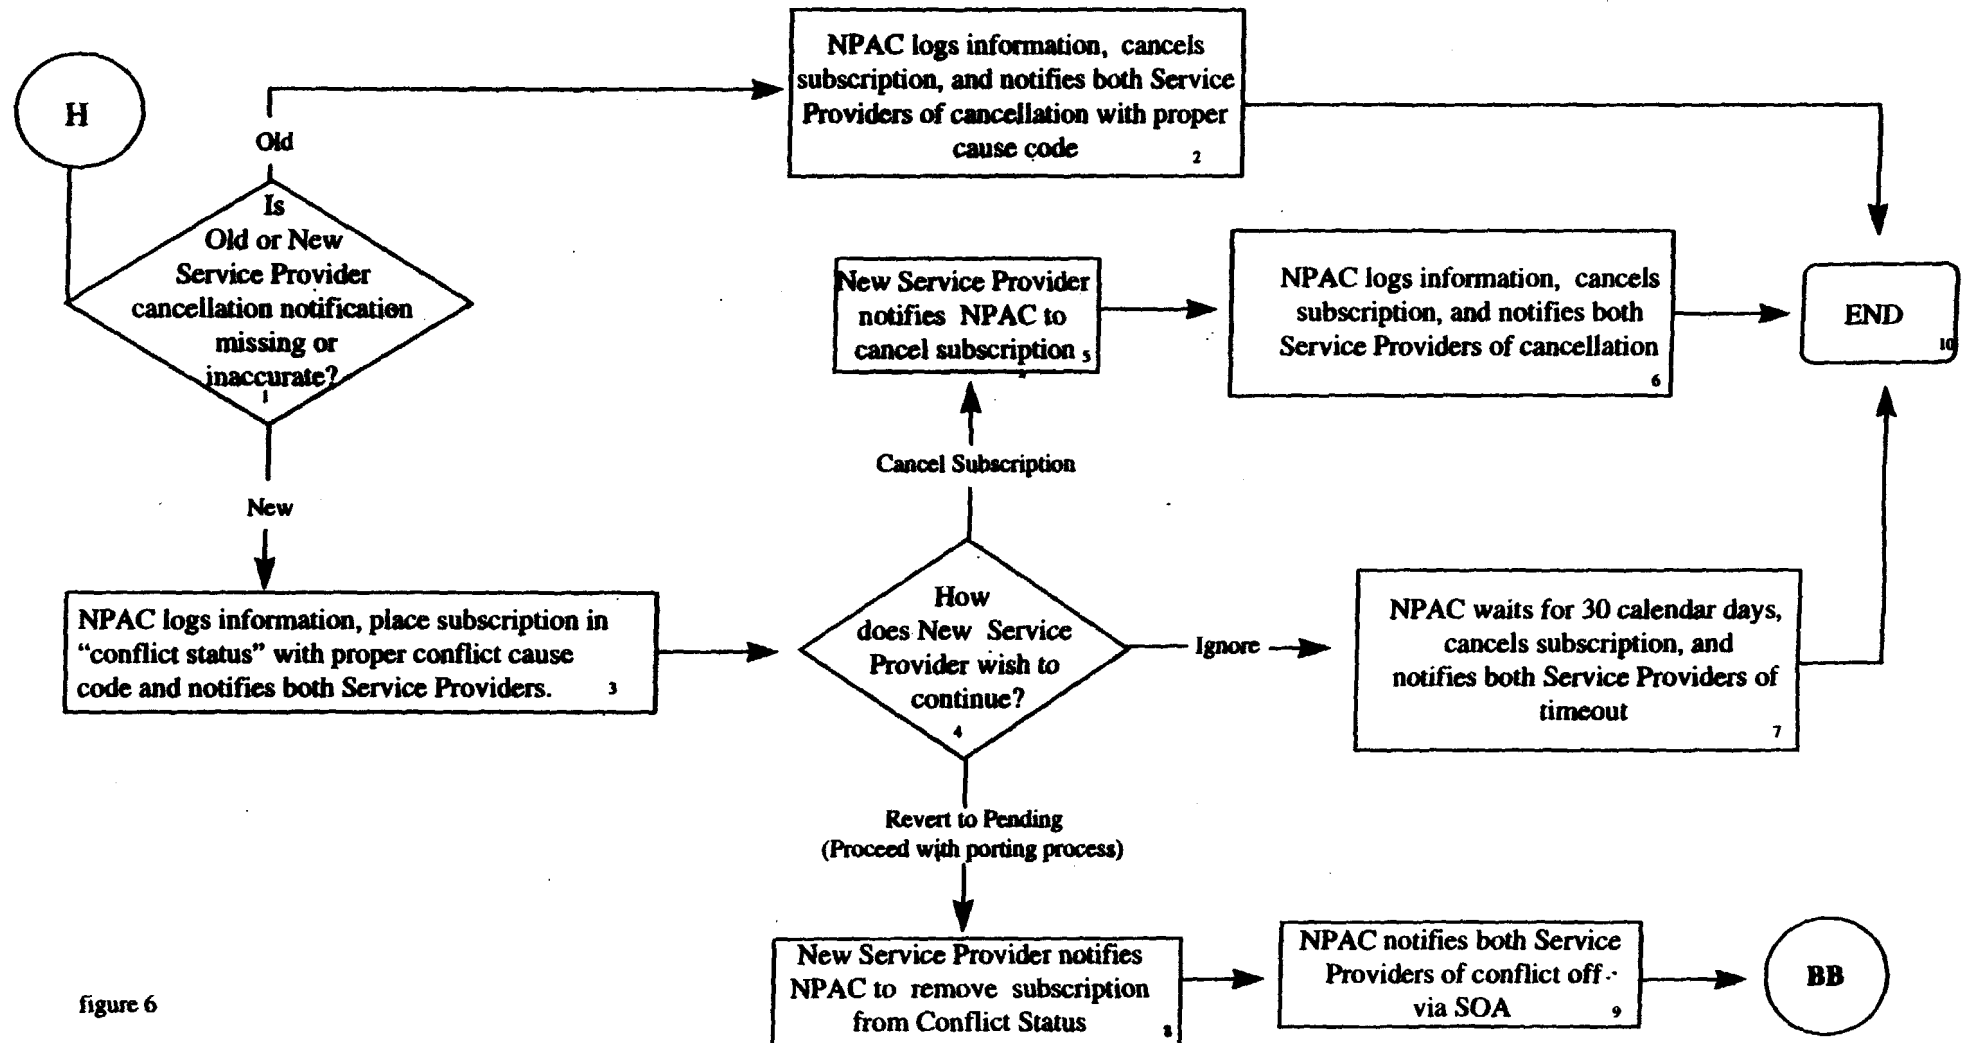 H
Old
Is
Old or New
Service Provider
cancellation notification
missing or
inaccurate?
1
New
NPAC logs information, cancels
subscription, and notifies both Service
Providers of cancellation with proper
cause code
2
New Service Provider
notifies NPAC to
cancel subscription
5
NPAC logs information, cancels
subscription, and notifies both
Service Providers of cancellation
6
END
10
Cancel Subscription
NPAC logs information, place subscription in
“conflict status” with proper conflict cause
code and notifies both Service Providers.
3
How
does New Service
Provider wish to
continue?
4
Ignore
NPAC waits for 30 calendar days,
cancels subscription, and
notifies both Service Providers of
timeout
7
Revert to Pending
(Proceed with porting process)
New Service Provider notifies
NPAC to remove subscription
from Conflict Status
8
NPAC notifies both Service
Providers of conflict off
via SOA
9
BB
figure 6